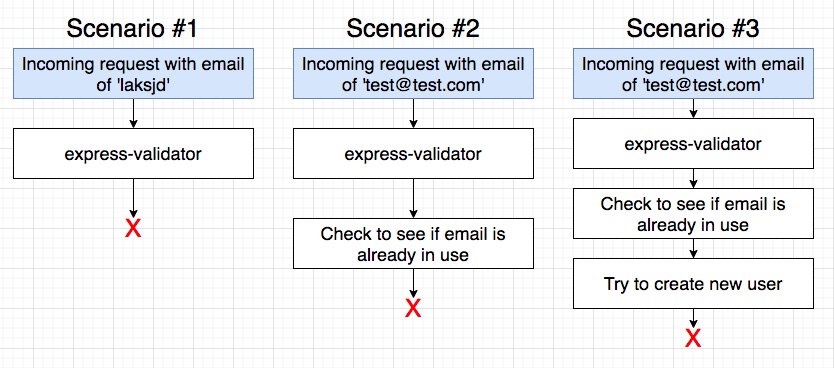 Scenario #1
Incoming request with email
of 'laksjd'
express-validator
X
Scenario #2
Incoming request with email
of 'test@test.com'
express-validator
Check to see if email is
already in use
X
Scenario #3
Incoming request with email
of 'test@test.com'
express-validator
Check to see if email is
already in use
Try to create new user
X